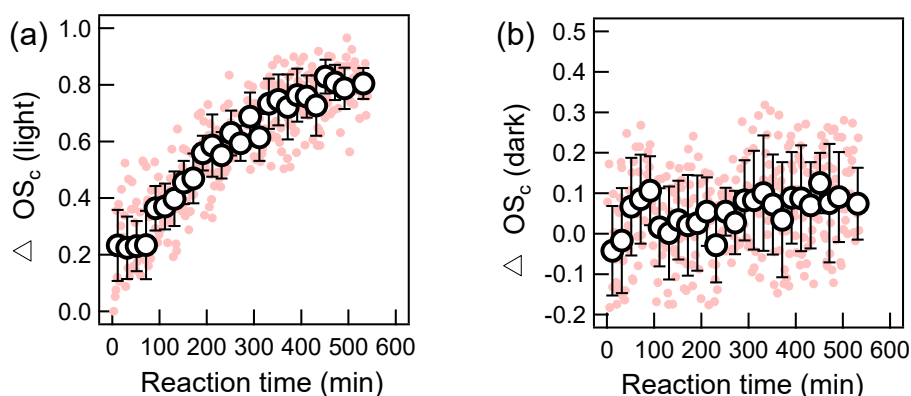 (a)
△ OSc (light)
1.0
0.8
0.6
0.4
0.2
0.0
0 100 200 300 400 500 600
Reaction time (min)
(b)
△ OSc (dark)
0.5
0.4
0.3
0.2
0.1
0.0
-0.1
-0.2
0 100 200 300 400 500 600
Reaction time (min)